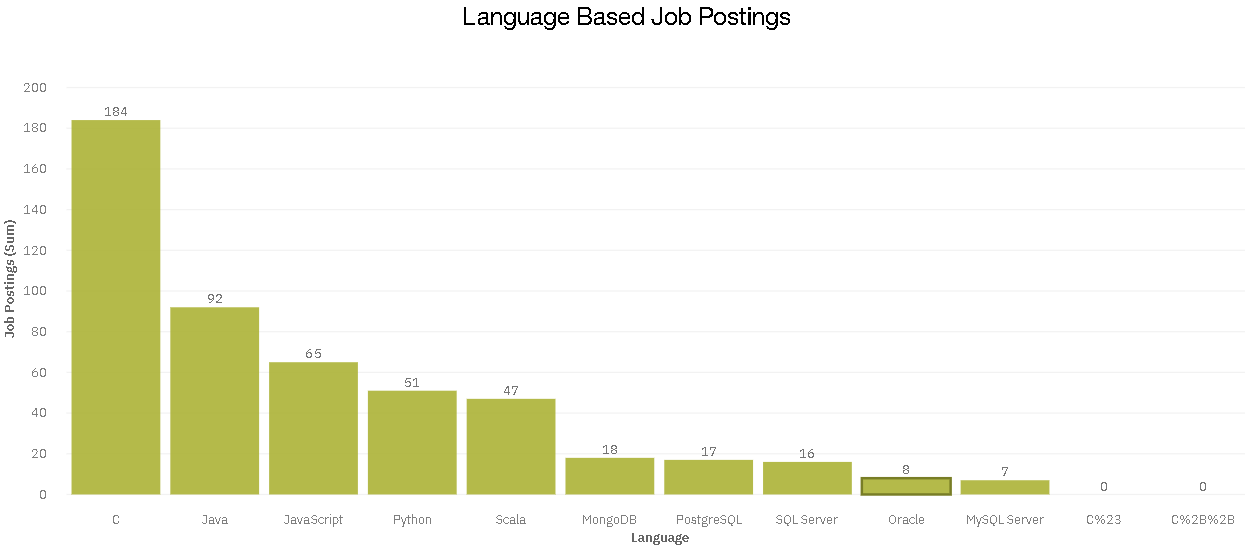 Language Based Job Postings
200
180
160
140
120
100
80
60
40
20
0
Job Postings (Sum)
184
92
65
51
47
18
17
16
8
7
0
0
C
Java
JavaScript
Python
Scala
MongoDB
PostgreSQL
SQL Server
Oracle
MySQL Server
C%23
C%2B%2B
Language